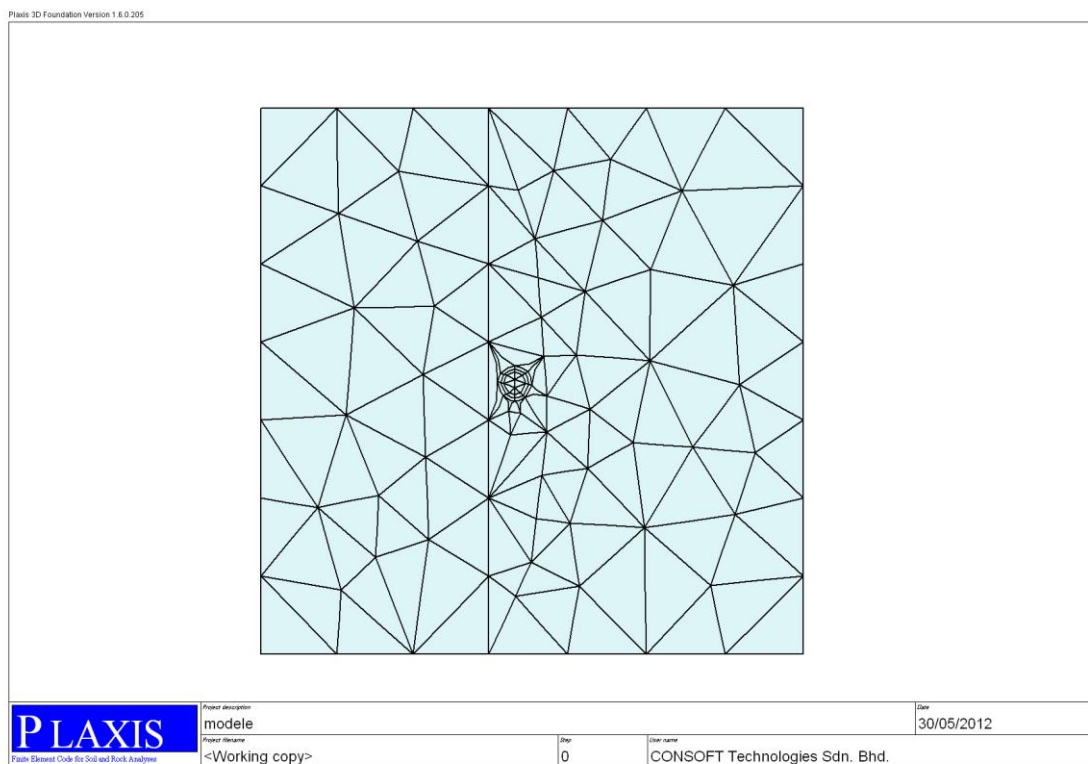 Plaxis 3D Foundation Version 1.6.0.205
PLAXIS
Finite Element Code for Soil and Rock Analyses
Project description
modele
Date
30/05/2012
Project filename
<Working copy>
Step
0
User name
CONSOFT Technologies Sdn. Bhd.